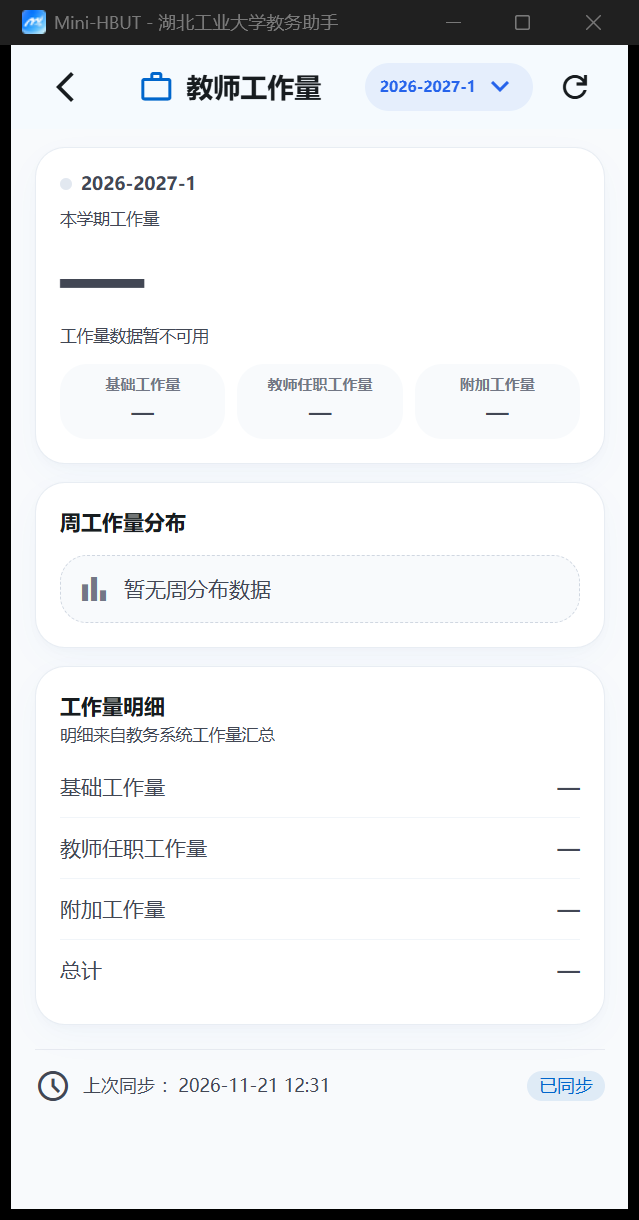 Mini-HBUT - 湖北工业大学教务助手
教师工作量
2026-2027-1
2026-2027-1
本学期工作量
——
工作量数据暂不可用
基础工作量
教师任职工作量
附加工作量
—
—
—
周工作量分布
暂无周分布数据
工作量明细
明细来自教务系统工作量汇总
基础工作量 —
教师任职工作量 —
附加工作量 —
总计 —
上次同步： 2026-11-21 12:31
已同步